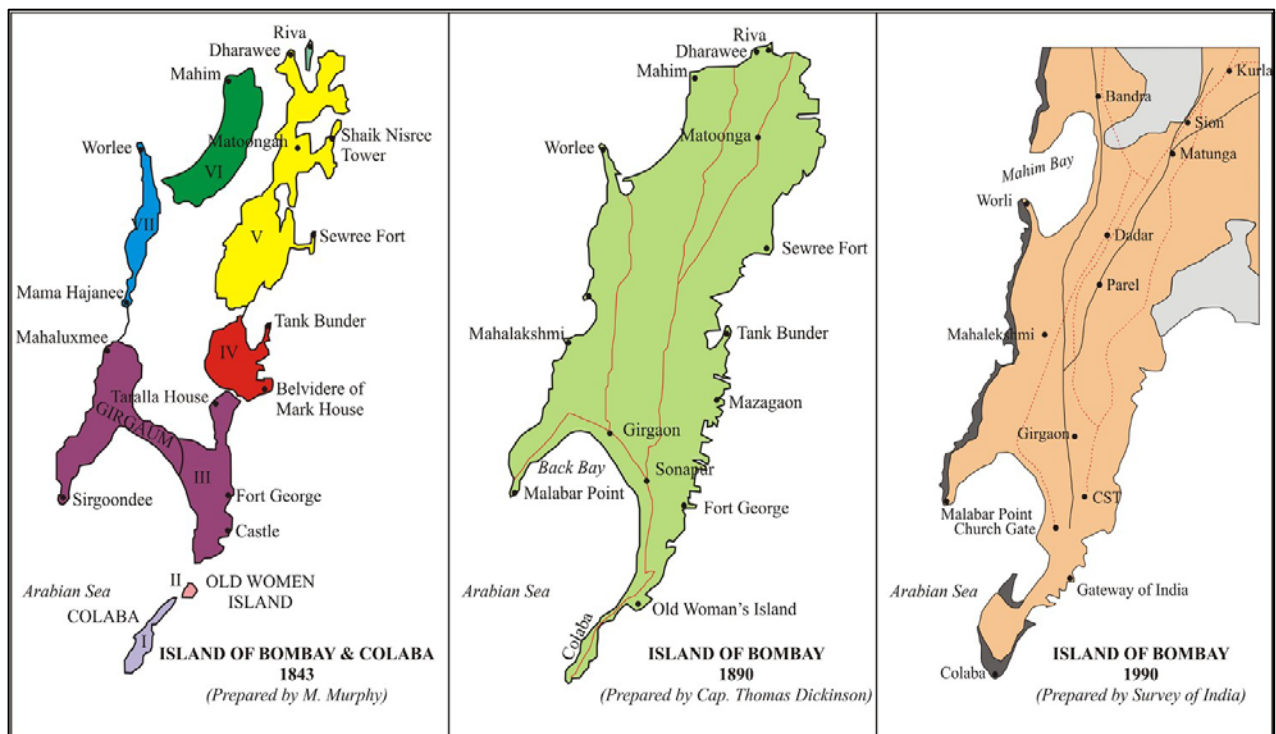 Riva
Dharawee
Mahim
Matoongah
Shaik Nisree
Tower
Worlee
VI
VII
V
Sewree Fort
Mama Hajanee
Tank Bunder
Mahaluxmee
IV
Belvidere of
Mark House
Taralla House
GIRGAUM
III
Sirgoondee
Fort George
Castle
II
OLD WOMEN
ISLAND
Arabian Sea
COLABA
I
ISLAND OF BOMBAY & COLABA
1843
(Prepared by M. Murphy)
Riva
Dharawee
Mahim
Matoonga
Worlee
Sewree Fort
Mahalakshmi
Tank Bunder
Mazagaon
Girgaon
Back Bay
Sonapur
Malabar Point
Fort George
Arabian Sea
Old Woman's Island
Colaba
ISLAND OF BOMBAY
1890
(Prepared by Cap. Thomas Dickinson)
Kurla
Bandra
Sion
Matunga
Mahim Bay
Worli
Dadar
Parel
Mahalekshmi
Girgaon
CST
Malabar Point
Church Gate
Gateway of India
Arabian Sea
Colaba
ISLAND OF BOMBAY
1990
(Prepared by Survey of India)